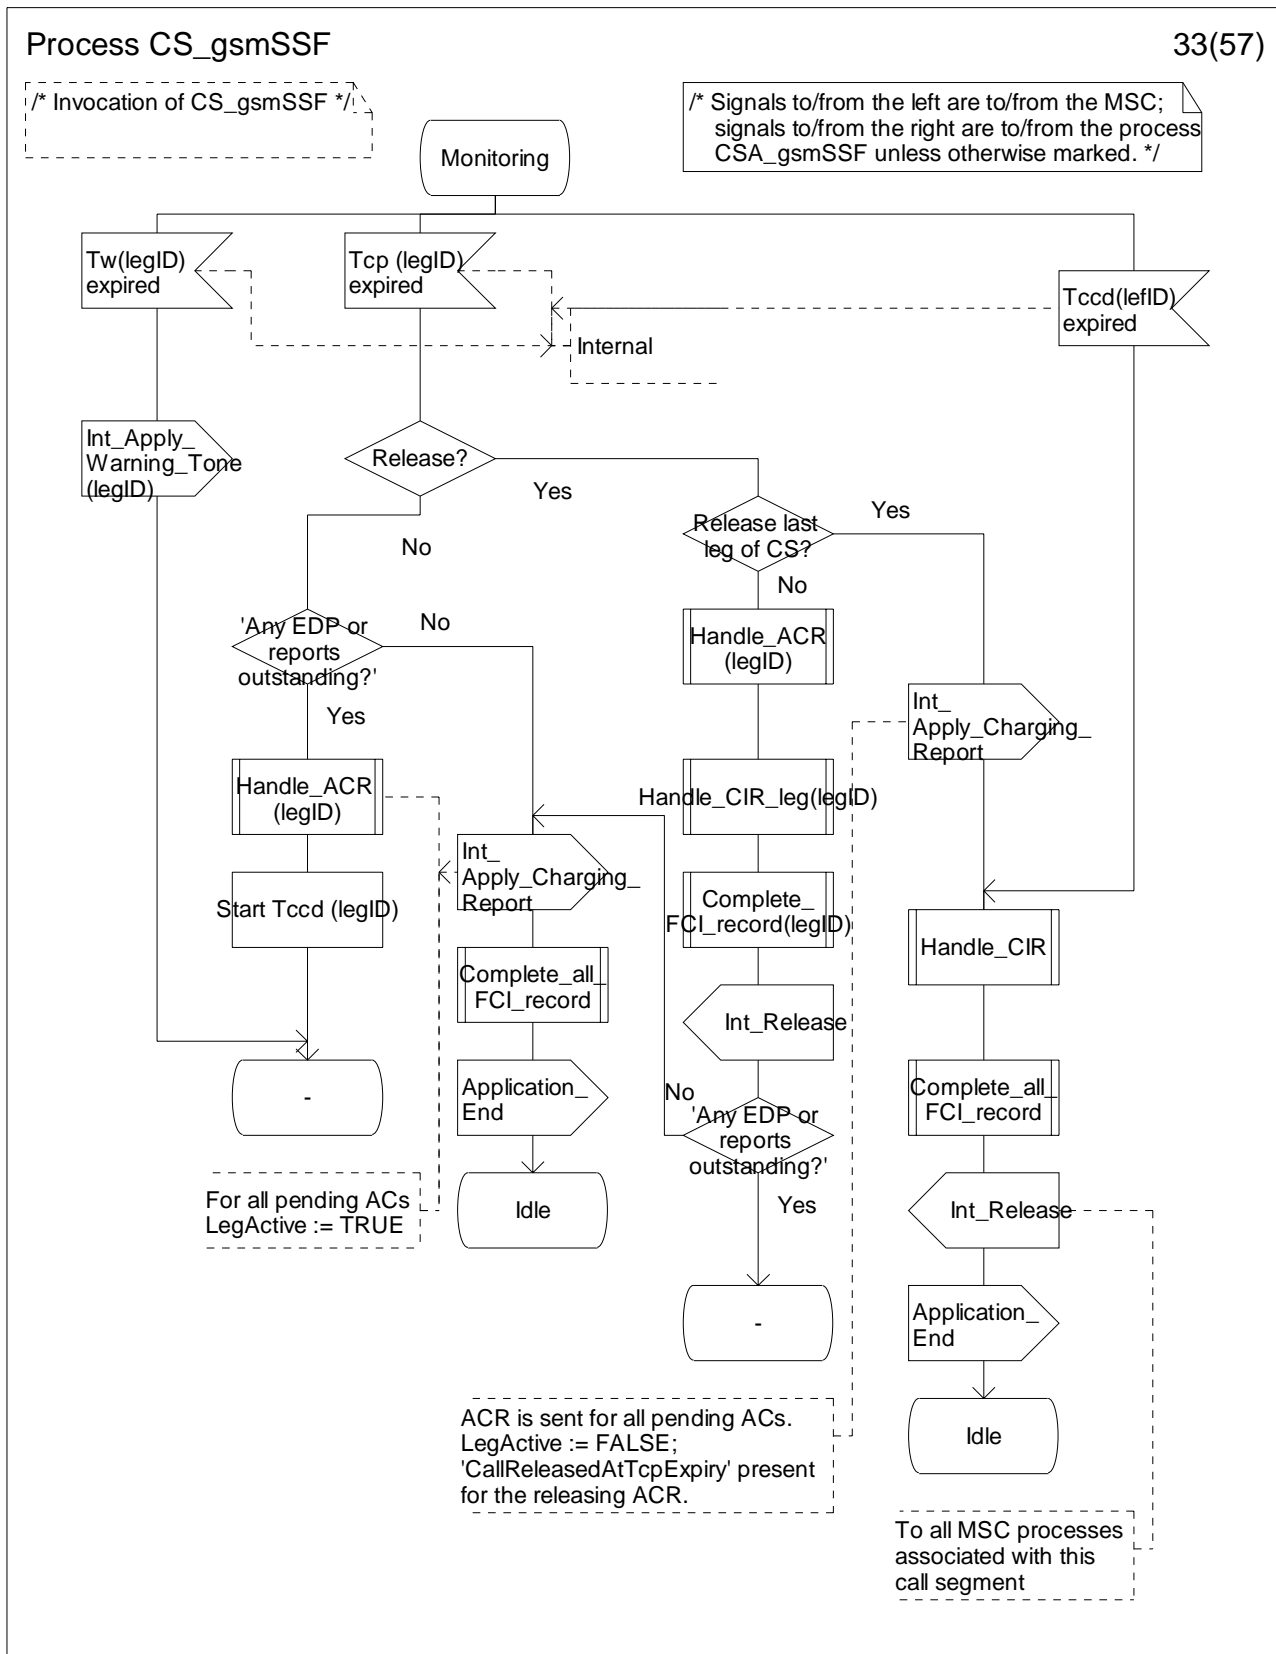 Process CS_gsmSSF
33(57)
/* Invocation of CS_gsmSSF */
/* Signals to/from the left are to/from the MSC;
signals to/from the right are to/from the process
CSA_gsmSSF unless otherwise marked. */
Monitoring
Tw(legID)
expired
Tcp (legID)
expired
Tccd(lefID)
expired
Internal
Int_Apply_
Warning_Tone
(legID)
Release?
Yes
No
Release last
leg of CS?
Yes
No
'Any EDP or
reports
outstanding?'
No
Yes
Handle_ACR
(legID)
Int_
Apply_Charging_
Report
Handle_ACR
(legID)
Handle_CIR_leg(legID)
Int_
Apply_Charging_
Report
Start Tccd (legID)
Complete_
FCI_record(legID)
Handle_CIR
Complete_all_
FCI_record
Int_Release
Complete_all_
FCI_record
-
Application_
End
No
'Any EDP or
reports
outstanding?'
Yes
For all pending ACs
LegActive := TRUE
Idle
Int_Release
-
Application_
End
ACR is sent for all pending ACs.
LegActive := FALSE;
'CallReleasedAtTcpExpiry' present
for the releasing ACR.
Idle
To all MSC processes
associated with this
call segment